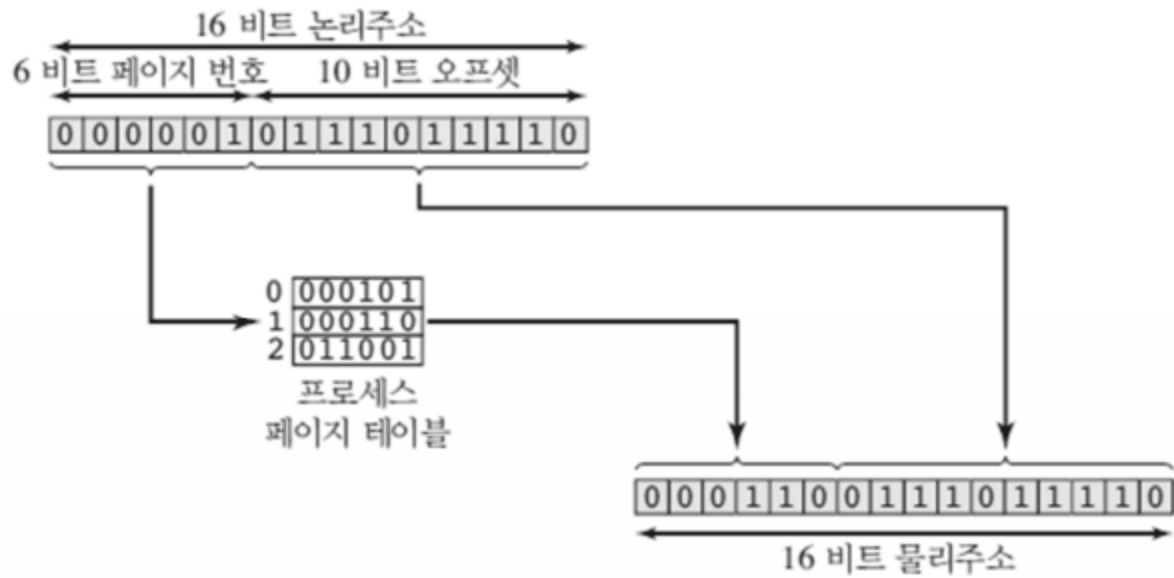 16 비트 논리주소
6 비트 페이지 번호 10 비트 오프셋
0 0 0 0 0 1 0 1 1 1 0 1 1 1 1 0
0 000101
1 000110
2 011001
프로세스
페이지 테이블
0 0 0 1 1 0 0 1 1 1 0 1 1 1 1 0
16 비트 물리주소